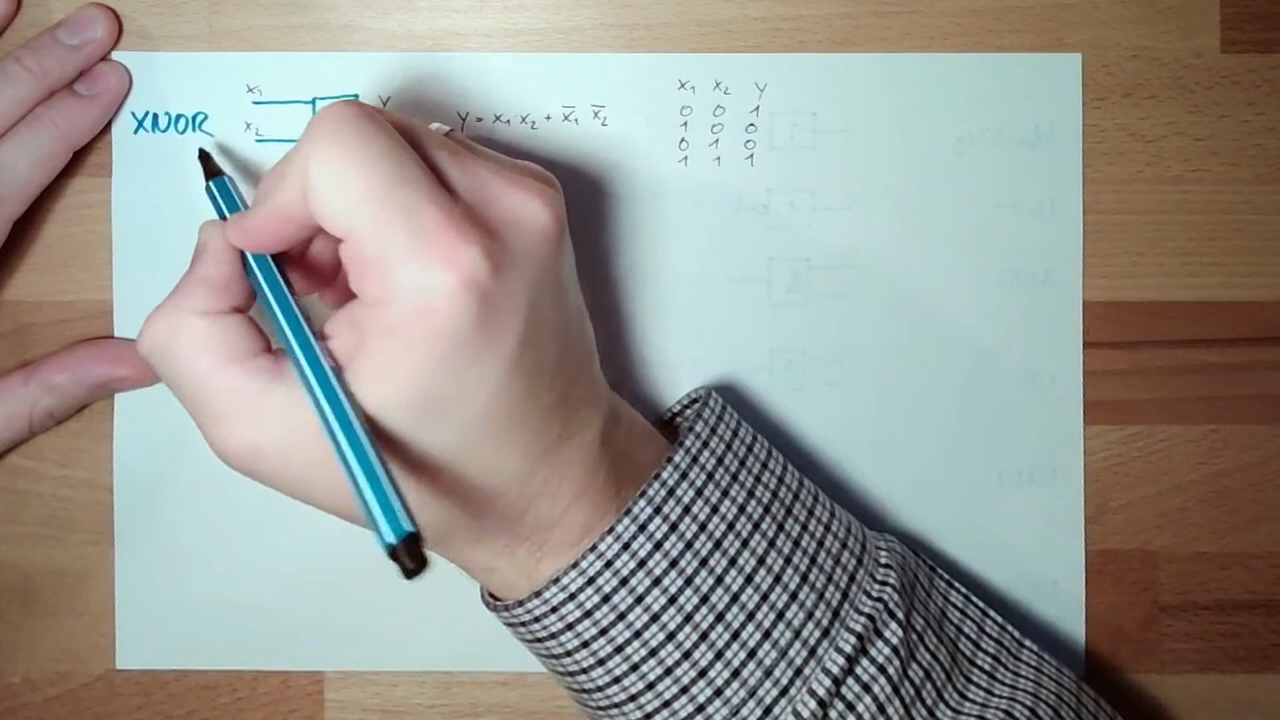 XNOR
x₁
x₂
Y
Y = x₁ x₂ + x̅₁ x̅₂
x₁ x₂ Y
0 0 1
1 0 0
0 1 0
1 1 1